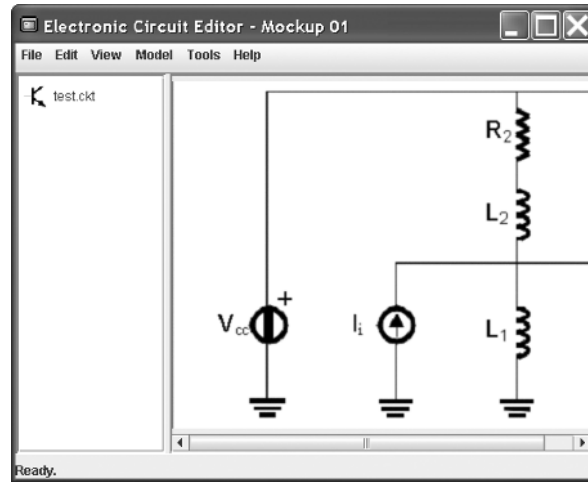 Electronic Circuit Editor - Mockup 01
File Edit View Model Tools Help
test.ckt
R2
L2
+
Vcc
Ii
L1
Ready.